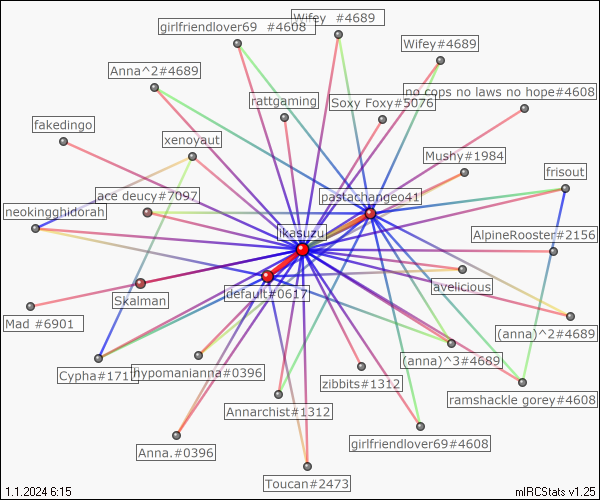 Wifey  #4689
girlfriendlover69  #4608
Wifey#4689
Anna^2#4689
no cops no laws no hope#4608
rattgaming
Soxy Foxy#5076
fakedingo
xenoyaut
Mushy#1984
frisout
ace deucy#7097
pastachangeo41
neokingghidorah
ikasuzu
AlpineRooster#2156
lavelicious
default#0617
Skalman
Mad #6901
(anna)^2#4689
(anna)^3#4689
Cypha#1715
hypomanianna#0396
zibbits#1312
ramshackle gorey#4608
Annarchist#1312
girlfriendlover69#4608
Anna.#0396
Toucan#2473
1.1.2024 6:15
mIRCStats v1.25